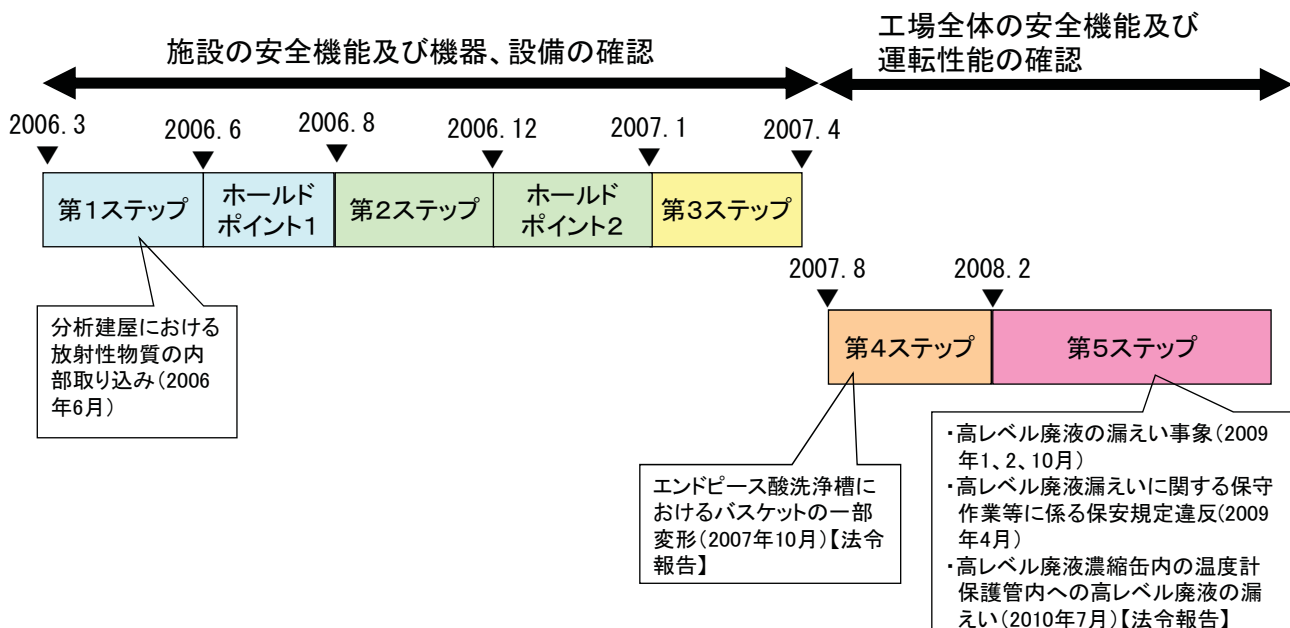 施設の安全機能及び機器、設備の確認
工場全体の安全機能及び
運転性能の確認
2006.3
2006.6
2006.8
2006.12
2007.1
2007.4
第1ステップ
ホールド
ポイント1
第2ステップ
ホールド
ポイント2
第3ステップ
2007.8
2008.2
第4ステップ
第5ステップ
分析建屋における
放射性物質の内
部取り込み(2006
年6月)
エンドピース酸洗浄槽に
おけるバスケットの一部
変形(2007年10月)【法令
報告】
・高レベル廃液の漏えい事象(2009
年1、2、10月)
・高レベル廃液漏えいに関する保守
作業等に係る保安規定違反(2009
年4月)
・高レベル廃液濃縮缶内の温度計
保護管内への高レベル廃液の漏
えい(2010年7月)【法令報告】